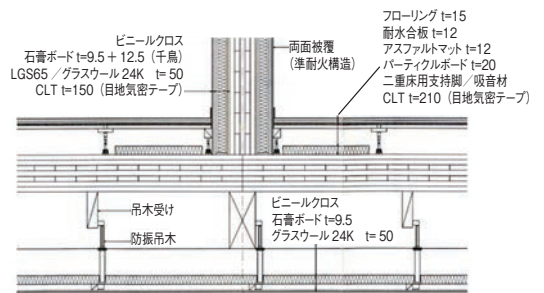 ビニールクロス
石膏ボード t=9.5 + 12.5（千鳥）
LGS65／グラスウール 24K　t= 50
CLT t=150（目地気密テープ）
両面被覆
（準耐火構造）
フローリング t=15
耐水合板 t=12
アスファルトマット t=12
パーティクルボード t=20
二重床用支持脚／吸音材
CLT t=210（目地気密テープ）
吊木受け
防振吊木
ビニールクロス
石膏ボード t=9.5
グラスウール 24K　t= 50